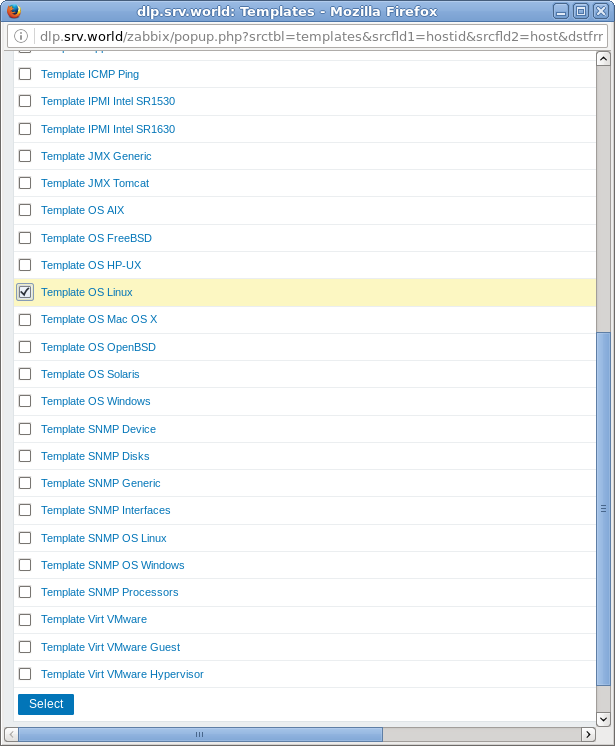 dlp.srv.world: Templates - Mozilla Firefox
dlp.srv.world/zabbix/popup.php?srctbl=templates&srcfld1=hostid&srcfld2=host&dstfrr
Template ICMP Ping
Template IPMI Intel SR1530
Template IPMI Intel SR1630
Template JMX Generic
Template JMX Tomcat
Template OS AIX
Template OS FreeBSD
Template OS HP-UX
Template OS Linux
Template OS Mac OS X
Template OS OpenBSD
Template OS Solaris
Template OS Windows
Template SNMP Device
Template SNMP Disks
Template SNMP Generic
Template SNMP Interfaces
Template SNMP OS Linux
Template SNMP OS Windows
Template SNMP Processors
Template Virt VMware
Template Virt VMware Guest
Template Virt VMware Hypervisor
Select